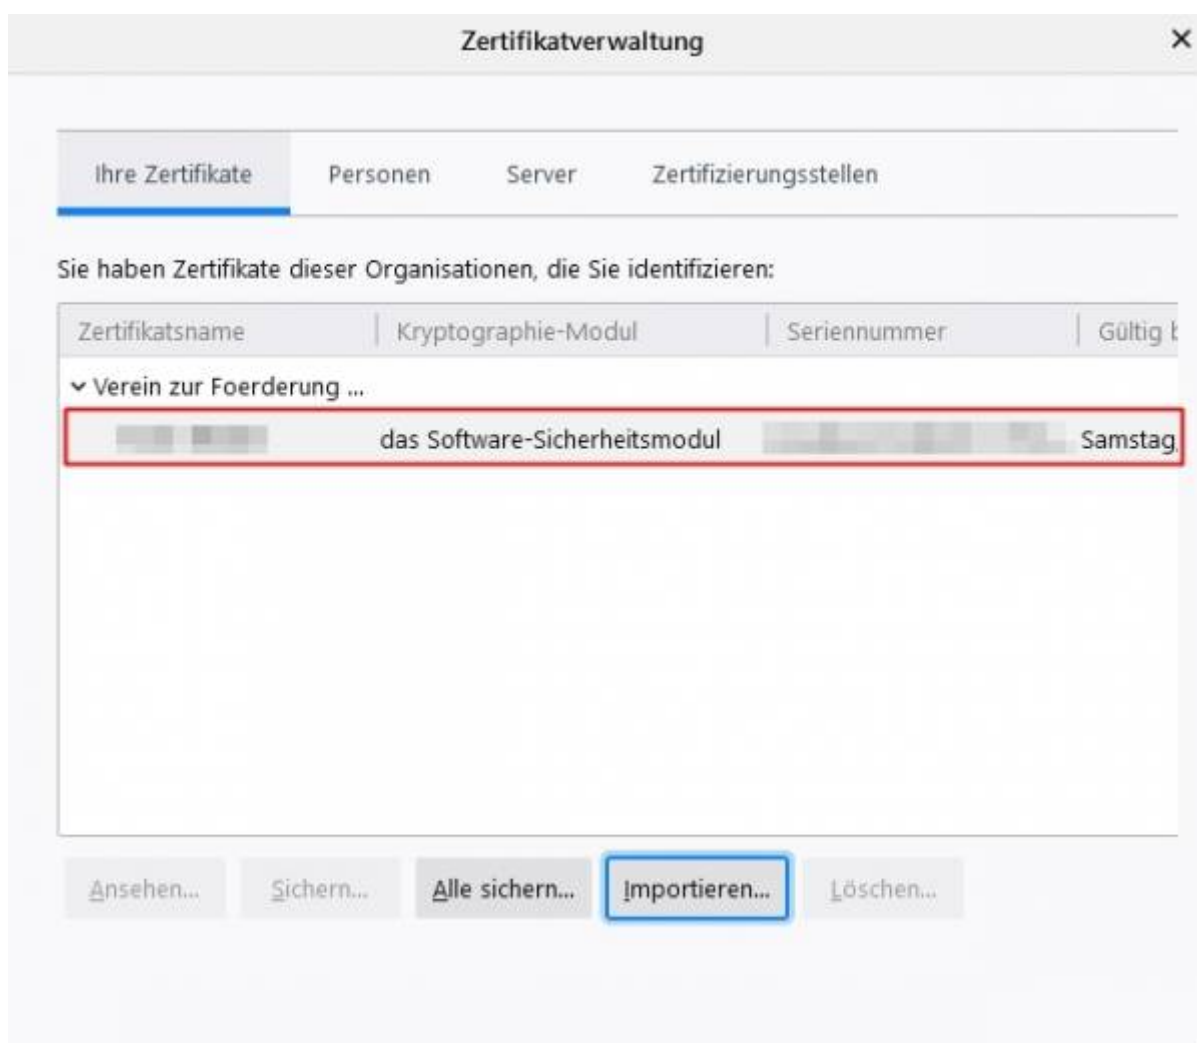 Zertifikatverwaltung
Ihre Zertifikate Personen Server Zertifizierungsstellen
Sie haben Zertifikate dieser Organisationen, die Sie identifizieren:
Zertifikatsname Kryptographie-Modul Seriennummer Gültig
Verein zur Foerderung ...
das Software-Sicherheitsmodul Samstag,
Ansehen... Sichern... Alle sichern... Importieren... Löschen...